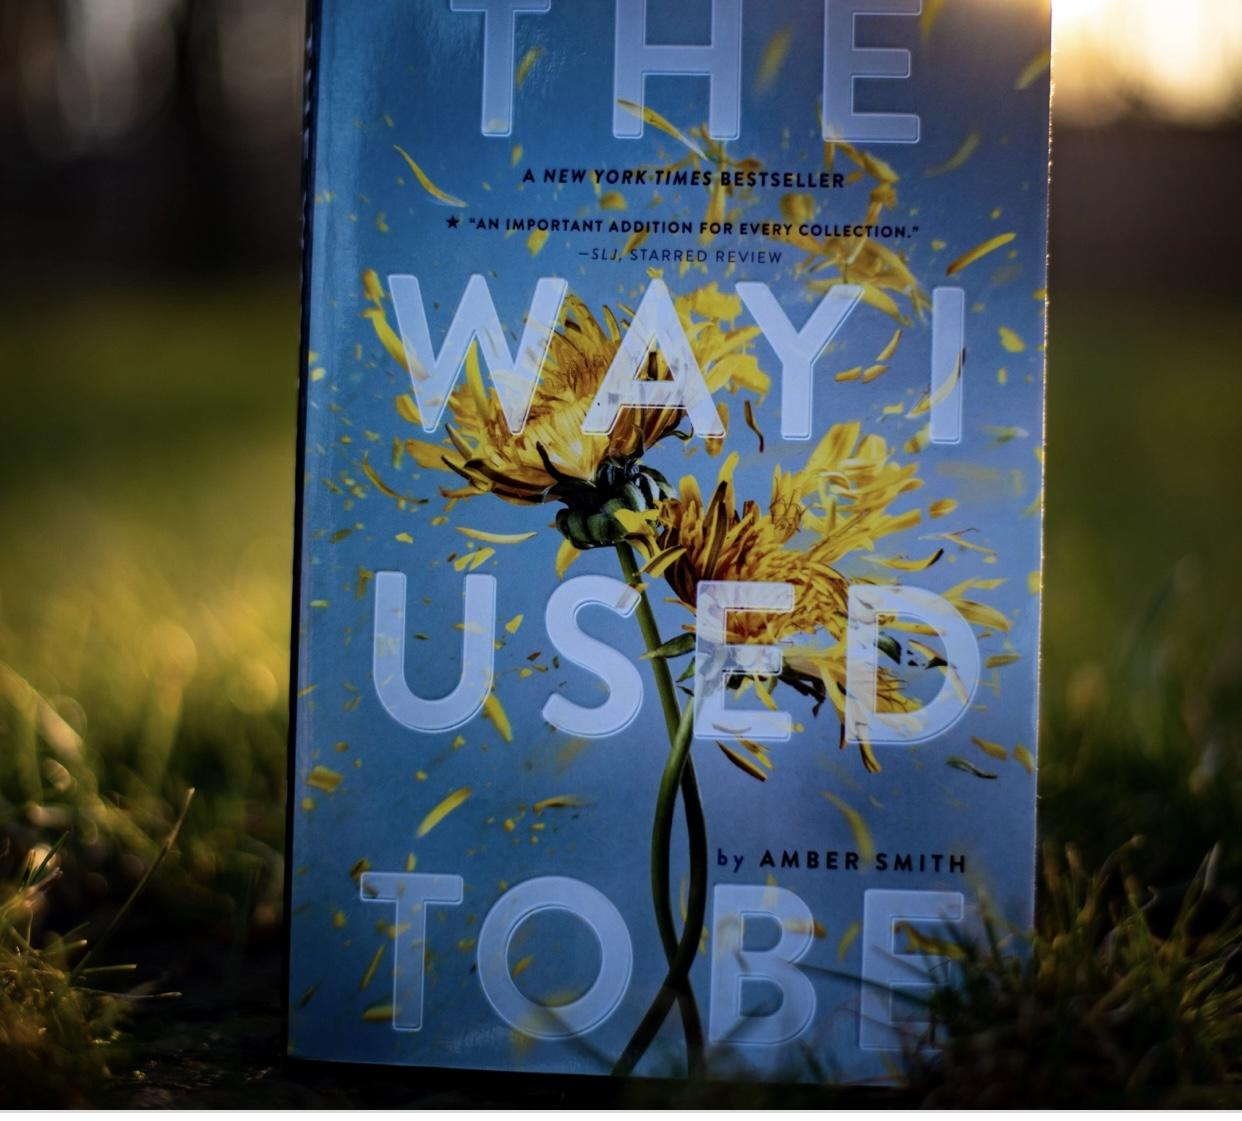 THE
A NEW YORK TIMES BESTSELLER
★ "AN IMPORTANT ADDITION FOR EVERY COLLECTION."
—SLJ, STARRED REVIEW
WAY I
USED
by AMBER SMITH
TO BE